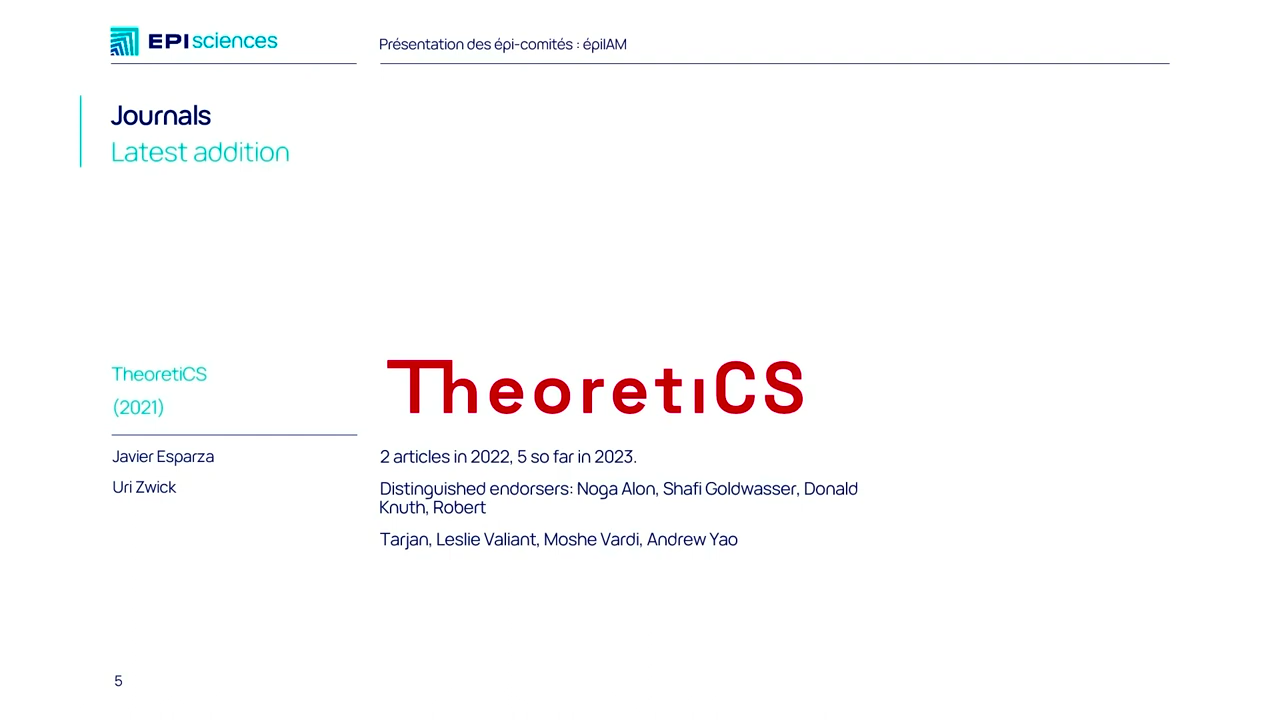 EPIsciences
Présentation des épi-comités : épiIAM
Journals
Latest addition
TheoretiCS
(2021)
Javier Esparza
Uri Zwick
TheoretiCS
2 articles in 2022, 5 so far in 2023.
Distinguished endorsers: Noga Alon, Shafi Goldwasser, Donald
Knuth, Robert
Tarjan, Leslie Valiant, Moshe Vardi, Andrew Yao
5